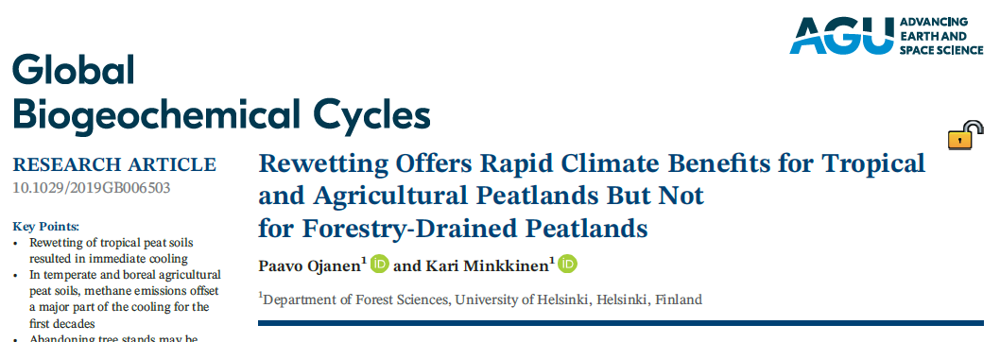 AGU ADVANCING
EARTH AND
SPACE SCIENCE
Global
Biogeochemical Cycles
RESEARCH ARTICLE
10.1029/2019GB006503
Key Points:
• Rewetting of tropical peat soils
resulted in immediate cooling
• In temperate and boreal agricultural
peat soils, methane emissions offset
a major part of the cooling for the
first decades
• Abandoning tree stands may be
Rewetting Offers Rapid Climate Benefits for Tropical
and Agricultural Peatlands But Not
for Forestry-Drained Peatlands
Paavo Ojanen¹ iD and Kari Minkkinen¹ iD
¹Department of Forest Sciences, University of Helsinki, Helsinki, Finland